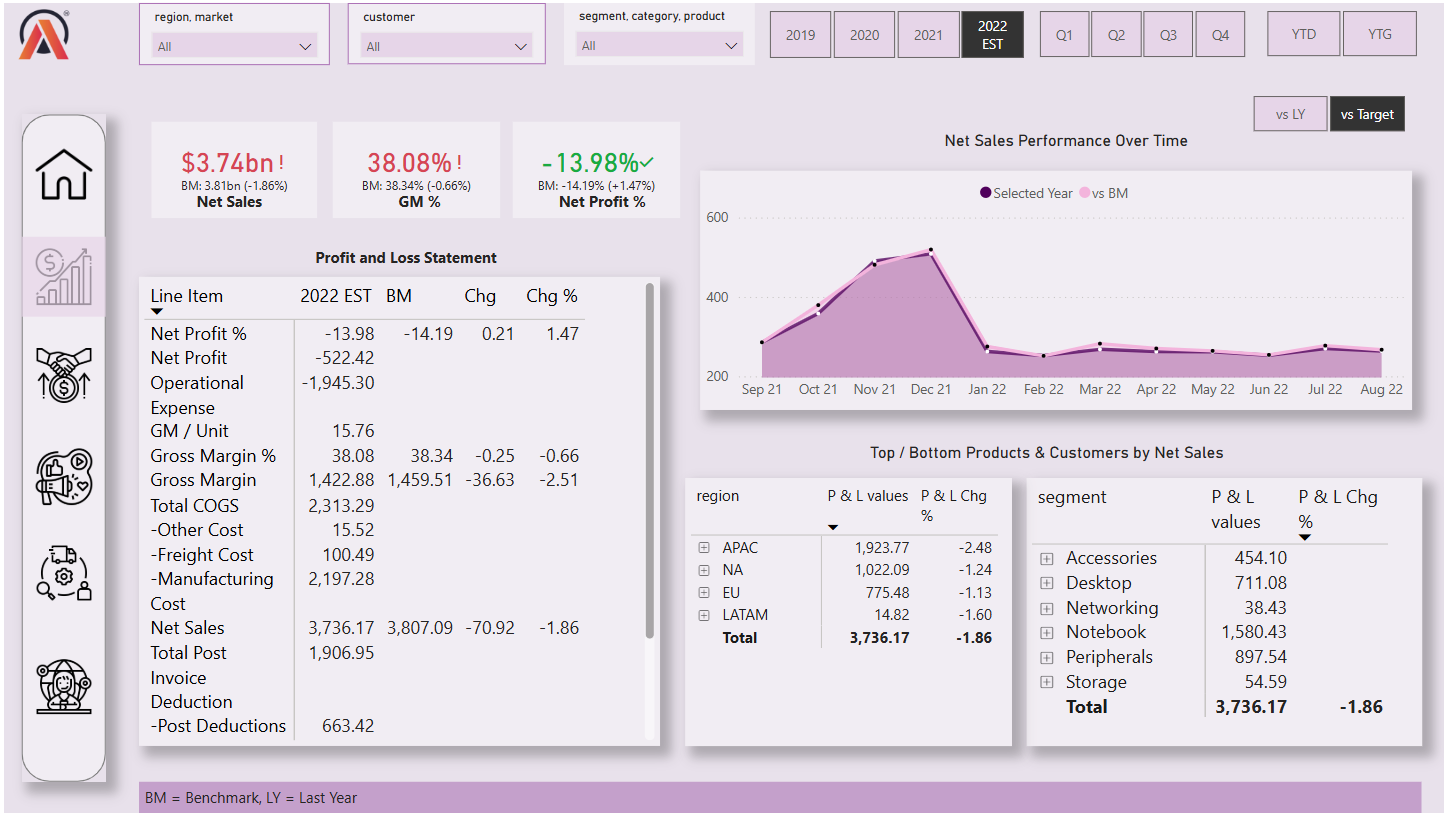 region, market
All
customer
All
segment, category, product
All
2019
2020
2021
2022
EST
Q1
Q2
Q3
Q4
YTD
YTG
vs LY
vs Target
$3.74bn !
BM: 3.81bn (-1.86%)
Net Sales
38.08% !
BM: 38.34% (-0.66%)
GM %
-13.98%✓
BM: -14.19% (+1.47%)
Net Profit %
Net Sales Performance Over Time
Selected Year vs BM
600
400
200
Sep 21 Oct 21 Nov 21 Dec 21 Jan 22 Feb 22 Mar 22 Apr 22 May 22 Jun 22 Jul 22 Aug 22
Profit and Loss Statement
Line Item 2022 EST BM Chg Chg %
Net Profit % -13.98 -14.19 0.21 1.47
Net Profit -522.42
Operational -1,945.30
Expense
GM / Unit 15.76
Gross Margin % 38.08 38.34 -0.25 -0.66
Gross Margin 1,422.88 1,459.51 -36.63 -2.51
Total COGS 2,313.29
-Other Cost 15.52
-Freight Cost 100.49
-Manufacturing 2,197.28
Cost
Net Sales 3,736.17 3,807.09 -70.92 -1.86
Total Post 1,906.95
Invoice
Deduction
-Post Deductions 663.42
Top / Bottom Products & Customers by Net Sales
region P & L values P & L Chg
%
APAC 1,923.77 -2.48
NA 1,022.09 -1.24
EU 775.48 -1.13
LATAM 14.82 -1.60
Total 3,736.17 -1.86
segment P & L P & L Chg
values %
Accessories 454.10
Desktop 711.08
Networking 38.43
Notebook 1,580.43
Peripherals 897.54
Storage 54.59
Total 3,736.17 -1.86
BM = Benchmark, LY = Last Year